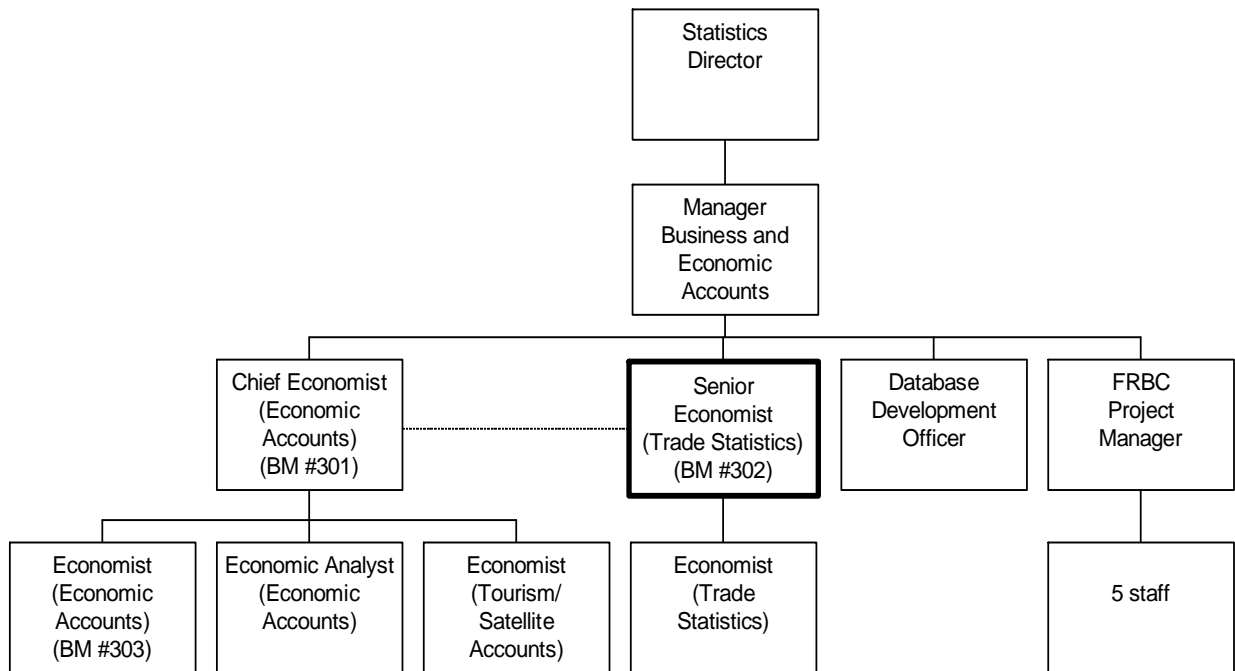 Statistics
Director
Manager
Business and
Economic
Accounts
Chief Economist
(Economic
Accounts)
(BM #301)
Senior
Economist
(Trade Statistics)
(BM #302)
Database
Development
Officer
FRBC
Project
Manager
Economist
(Economic
Accounts)
(BM #303)
Economic Analyst
(Economic
Accounts)
Economist
(Tourism/
Satellite
Accounts)
Economist
(Trade
Statistics)
5 staff